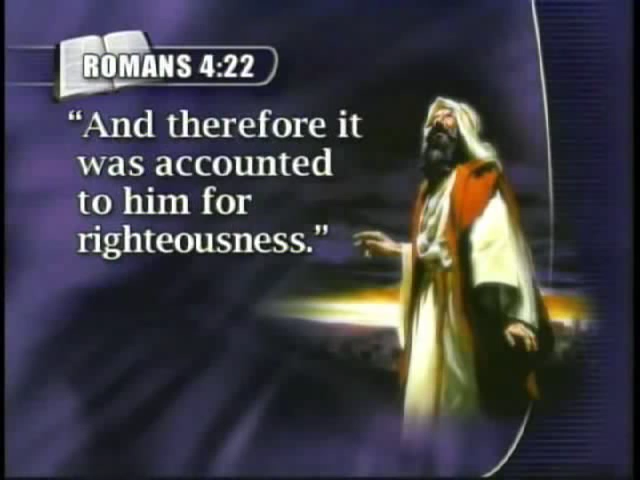 ROMANS 4:22
“And therefore it
was accounted
to him for
righteousness.”